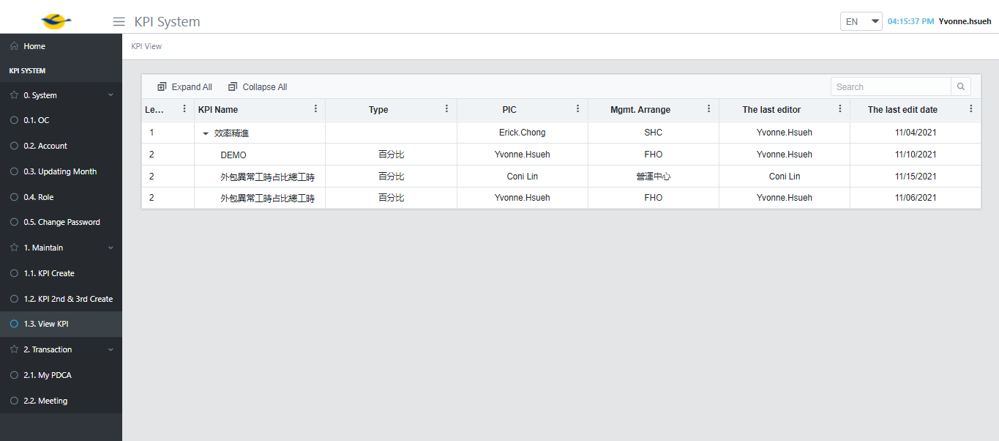 KPI System
EN
04:15:37 PM Yvonne.hsueh
Home
KPI SYSTEM
0. System
0.1. OC
0.2. Account
0.3. Updating Month
0.4. Role
0.5. Change Password
1. Maintain
1.1. KPI Create
1.2. KPI 2nd & 3rd Create
1.3. View KPI
2. Transaction
2.1. My PDCA
2.2. Meeting
KPI View
Expand All Collapse All Search
Le... KPI Name Type PIC Mgmt. Arrange The last editor The last edit date
1 效率精進 Erick.Chong SHC Yvonne.Hsueh 11/04/2021
2 DEMO 百分比 Yvonne.Hsueh FHO Yvonne.Hsueh 11/10/2021
2 外包異常工時占比總工時 百分比 Coni Lin 營運中心 Coni Lin 11/15/2021
2 外包異常工時占比總工時 百分比 Yvonne.Hsueh FHO Yvonne.Hsueh 11/06/2021